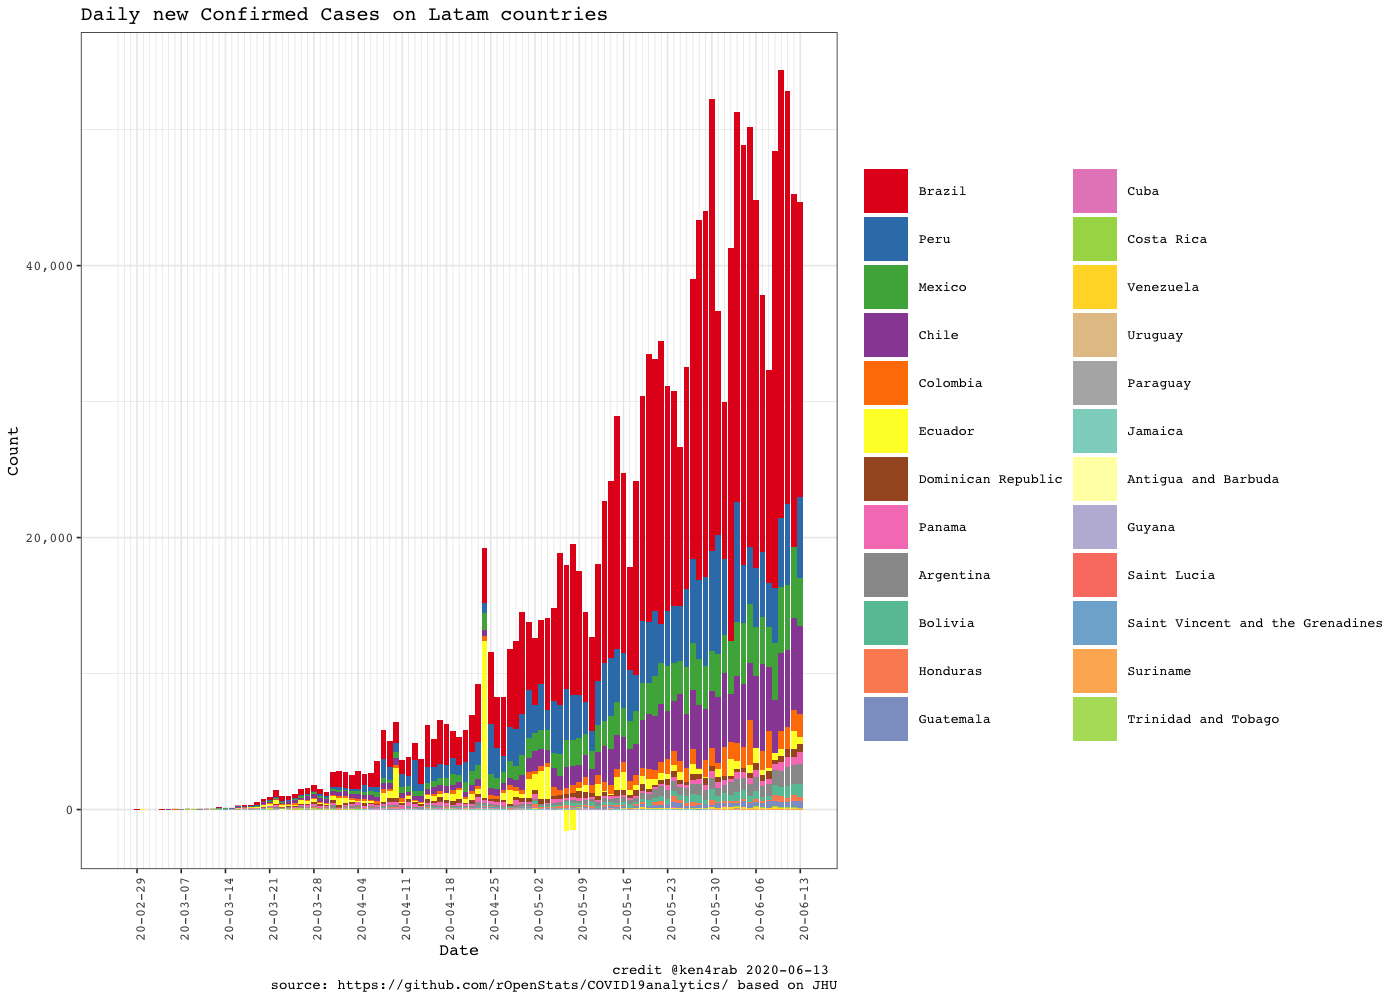 Daily new Confirmed Cases on Latam countries
Count
40,000
20,000
0
20-02-29
20-03-07
20-03-14
20-03-21
20-03-28
20-04-04
20-04-11
20-04-18
20-04-25
20-05-02
20-05-09
20-05-16
20-05-23
20-05-30
20-06-06
20-06-13
Date
Brazil
Peru
Mexico
Chile
Colombia
Ecuador
Dominican Republic
Panama
Argentina
Bolivia
Honduras
Guatemala
Cuba
Costa Rica
Venezuela
Uruguay
Paraguay
Jamaica
Antigua and Barbuda
Guyana
Saint Lucia
Saint Vincent and the Grenadines
Suriname
Trinidad and Tobago
credit @ken4rab 2020-06-13
source: https://github.com/rOpenStats/COVID19analytics/ based on JHU